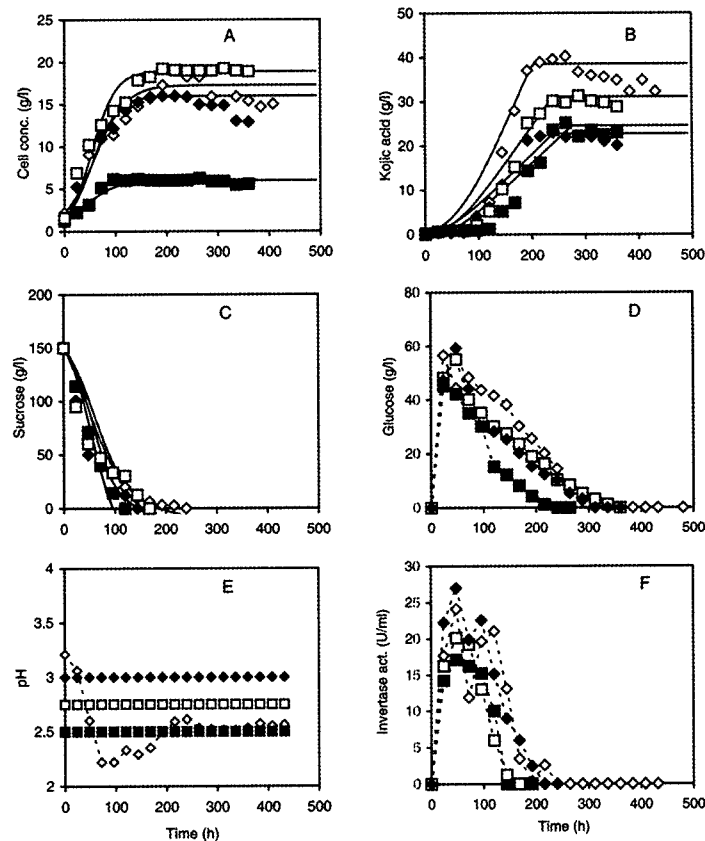 A
Cell conc. (g/l)
25
20
15
10
5
0
0 100 200 300 400 500
B
Kojic acid (g/l)
50
40
30
20
10
0
0 100 200 300 400 500
C
Sucrose (g/l)
200
150
100
50
0
0 100 200 300 400 500
D
Glucose (g/l)
80
60
40
20
0
0 100 200 300 400 500
E
pH
4
3.5
3
2.5
2
0 100 200 300 400 500
Time (h)
F
Invertase act. (U/ml)
30
25
20
15
10
5
0
0 100 200 300 400 500
Time (h)